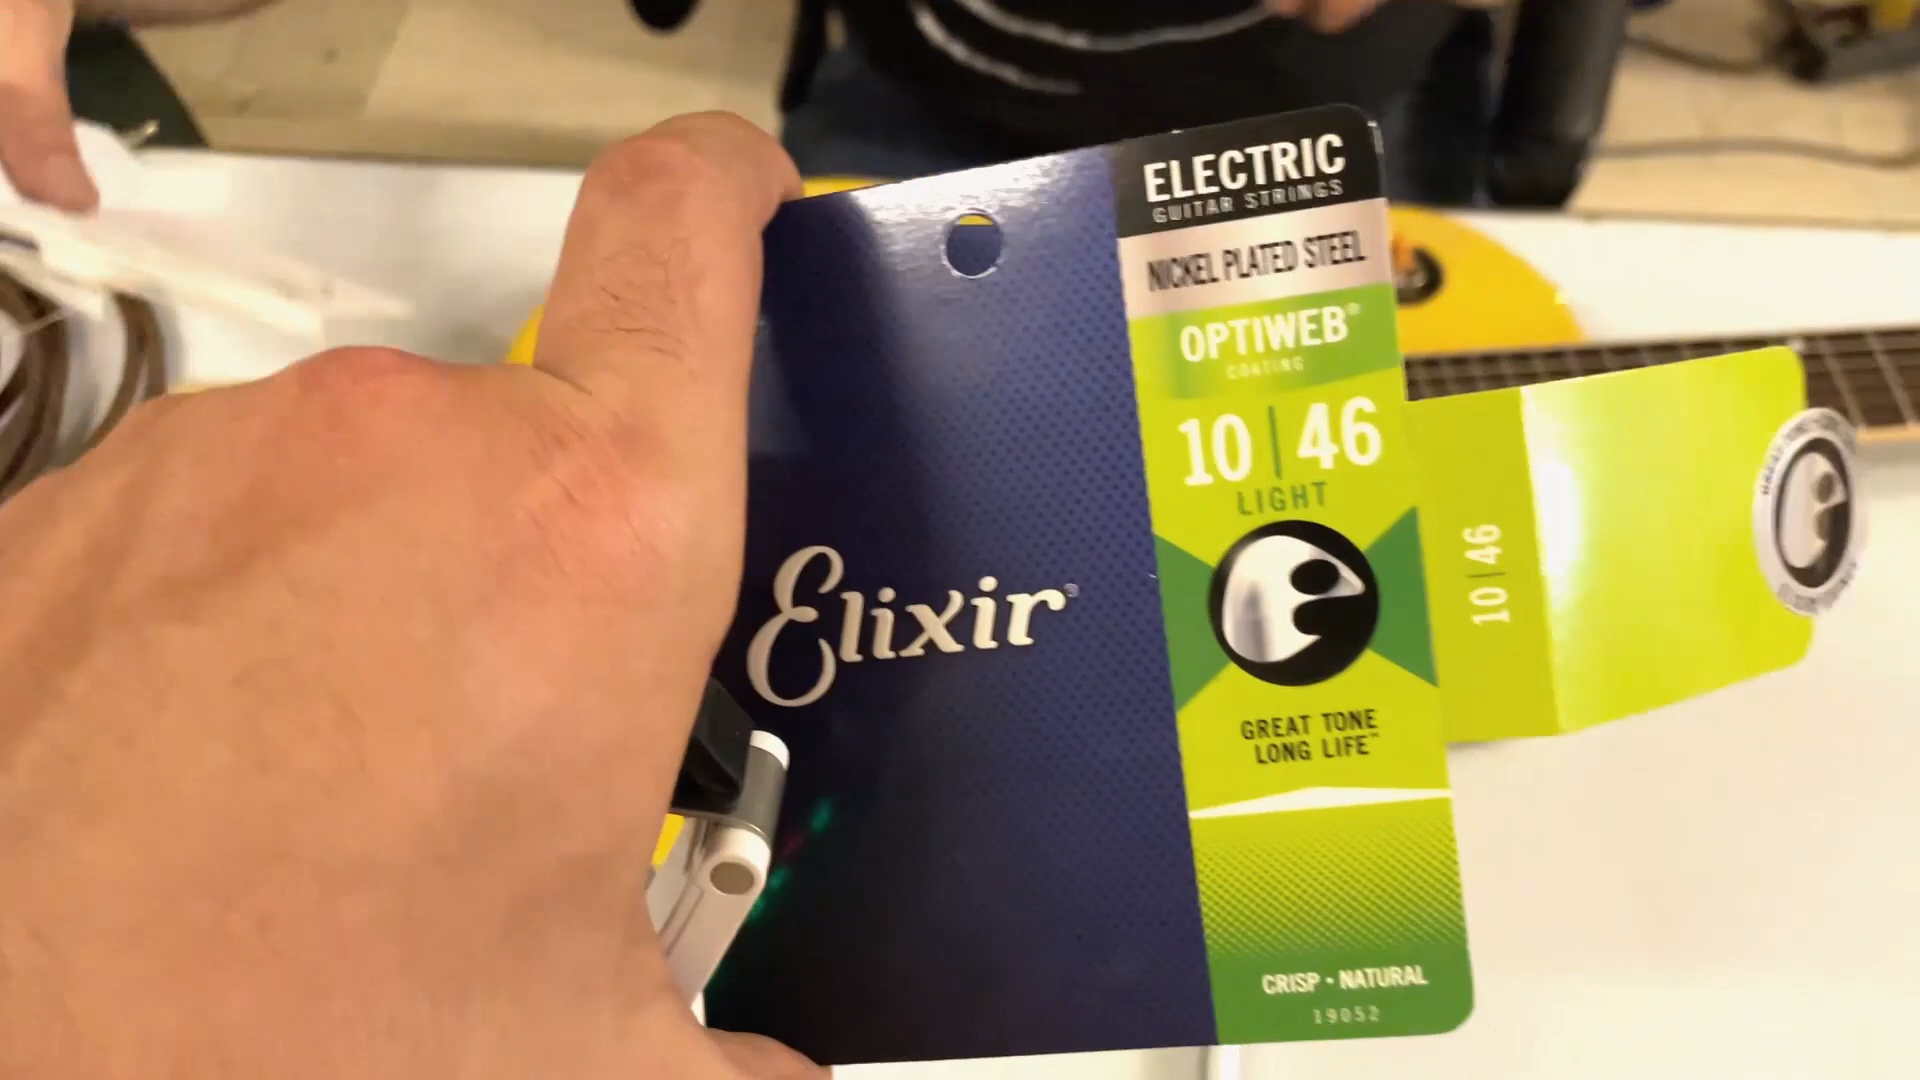 ELECTRIC
GUITAR STRINGS
NICKEL PLATED STEEL
OPTIWEB®
COATING
10 | 46
LIGHT
Elixir®
GREAT TONE
LONG LIFE™
CRISP • NATURAL
19052
10 | 46